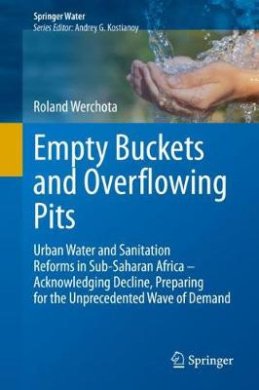 Springer Water
Series Editor: Andrey G. Kostianoy
Roland Werchota
Empty Buckets
and Overflowing
Pits
Urban Water and Sanitation
Reforms in Sub-Saharan Africa –
Acknowledging Decline, Preparing
for the Unprecedented Wave of Demand
Springer